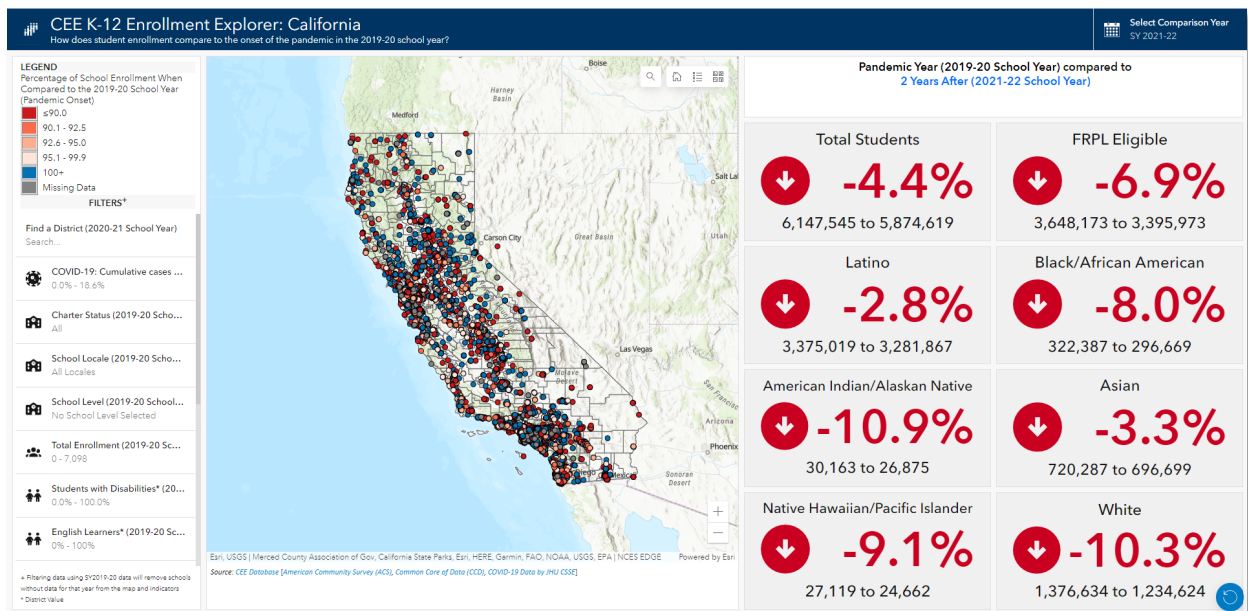 CEE K-12 Enrollment Explorer: California
How does student enrollment compare to the onset of the pandemic in the 2019-20 school year?
Select Comparison Year
SY 2021-22
LEGEND
Percentage of School Enrollment When
Compared to the 2019-20 School Year
(Pandemic Onset)
≤90.0
90.1 - 92.5
92.6 - 95.0
95.1 - 99.9
100+
Missing Data
FILTERS+
Find a District (2020-21 School Year)
Search...
COVID-19: Cumulative cases ...
0.0% - 18.6%
Charter Status (2019-20 Scho...
All
School Locale (2019-20 Scho...
All Locales
School Level (2019-20 School...
No School Level Selected
Total Enrollment (2019-20 Sc...
0 - 7,098
Students with Disabilities* (20...
0.0% - 100.0%
English Learners* (2019-20 Sc...
0% - 100%
+ Filtering data using SY2019-20 data will remove schools
without data for that year from the map and indicators
* District Value
Boise
Harney
Basin
Medford
Salt La
Carson City
Great Basin
Utah
Las Vegas
Mojave
Desert
San Francisc
Arizona
Phoenix
Sonoran
Desert
Mexicali
+
−
Esri, USGS | Merced County Association of Gov, California State Parks, Esri, HERE, Garmin, FAO, NOAA, USGS, EPA | NCES EDGE
Powered by Esri
Source: CEE Database [American Community Survey (ACS), Common Core of Data (CCD), COVID-19 Data by JHU CSSE]
Pandemic Year (2019-20 School Year) compared to
2 Years After (2021-22 School Year)
Total Students
-4.4%
6,147,545 to 5,874,619
FRPL Eligible
-6.9%
3,648,173 to 3,395,973
Latino
-2.8%
3,375,019 to 3,281,867
Black/African American
-8.0%
322,387 to 296,669
American Indian/Alaskan Native
-10.9%
30,163 to 26,875
Asian
-3.3%
720,287 to 696,699
Native Hawaiian/Pacific Islander
-9.1%
27,119 to 24,662
White
-10.3%
1,376,634 to 1,234,624